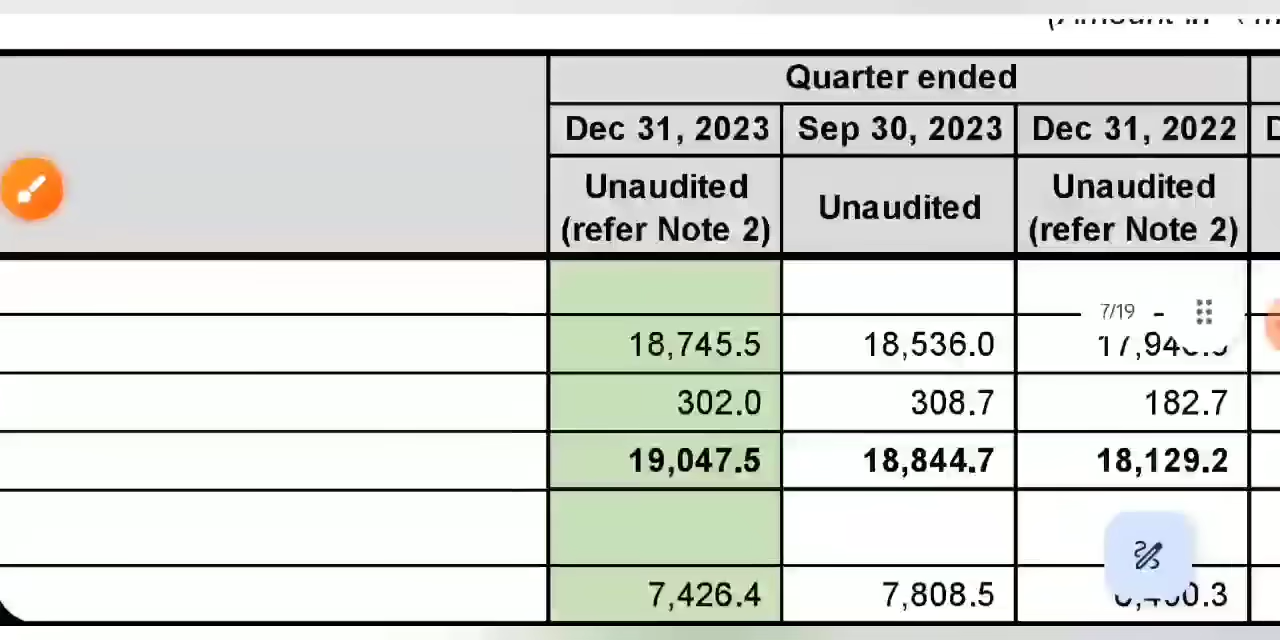 Quarter ended
Dec 31, 2023 Sep 30, 2023 Dec 31, 2022
Unaudited (refer Note 2) Unaudited Unaudited (refer Note 2)
7/19
18,745.5 18,536.0
302.0 308.7 182.7
19,047.5 18,844.7 18,129.2
7,426.4 7,808.5